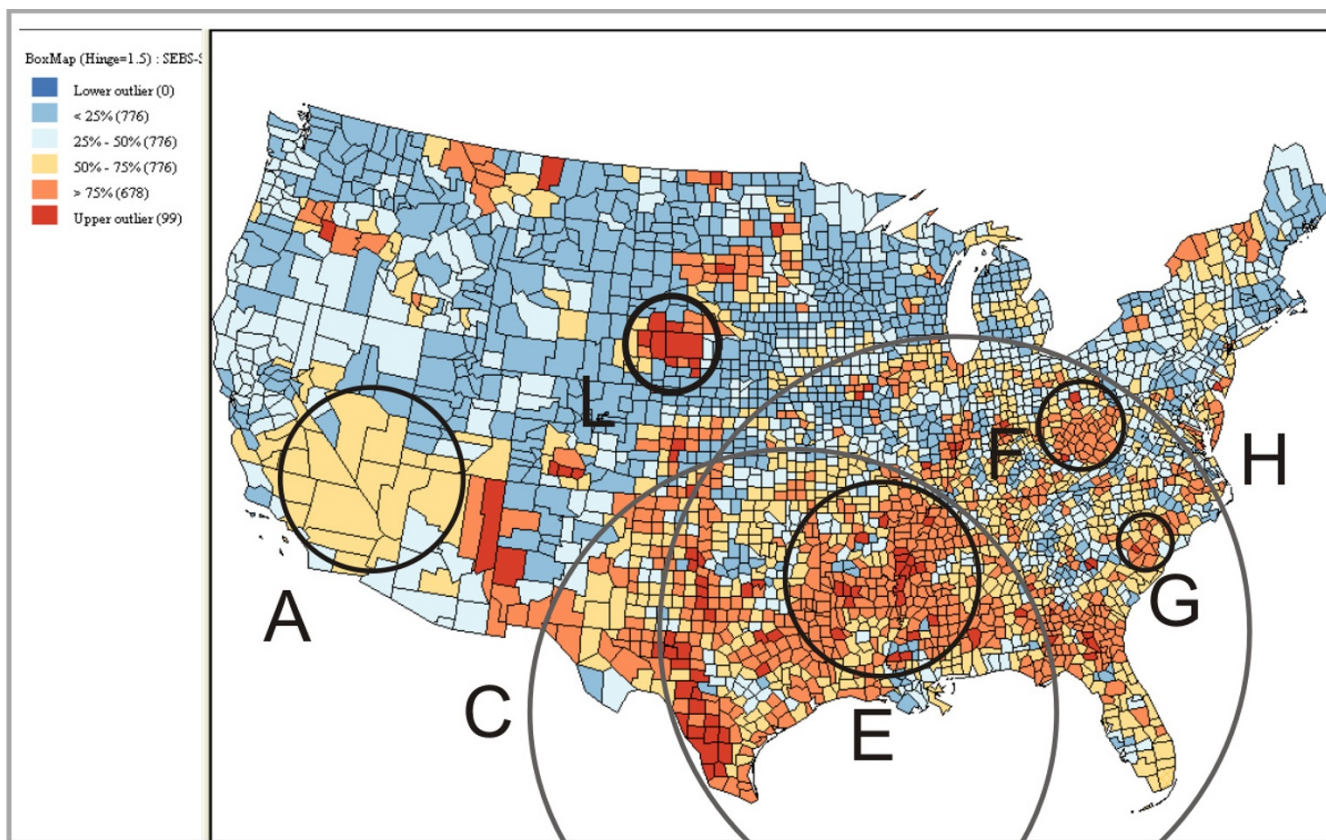 BoxMap (Hinge=1.5) : SEBS-S
Lower outlier (0)
< 25% (776)
25% - 50% (776)
50% - 75% (776)
> 75% (678)
Upper outlier (99)
L
F
H
A
G
C
E